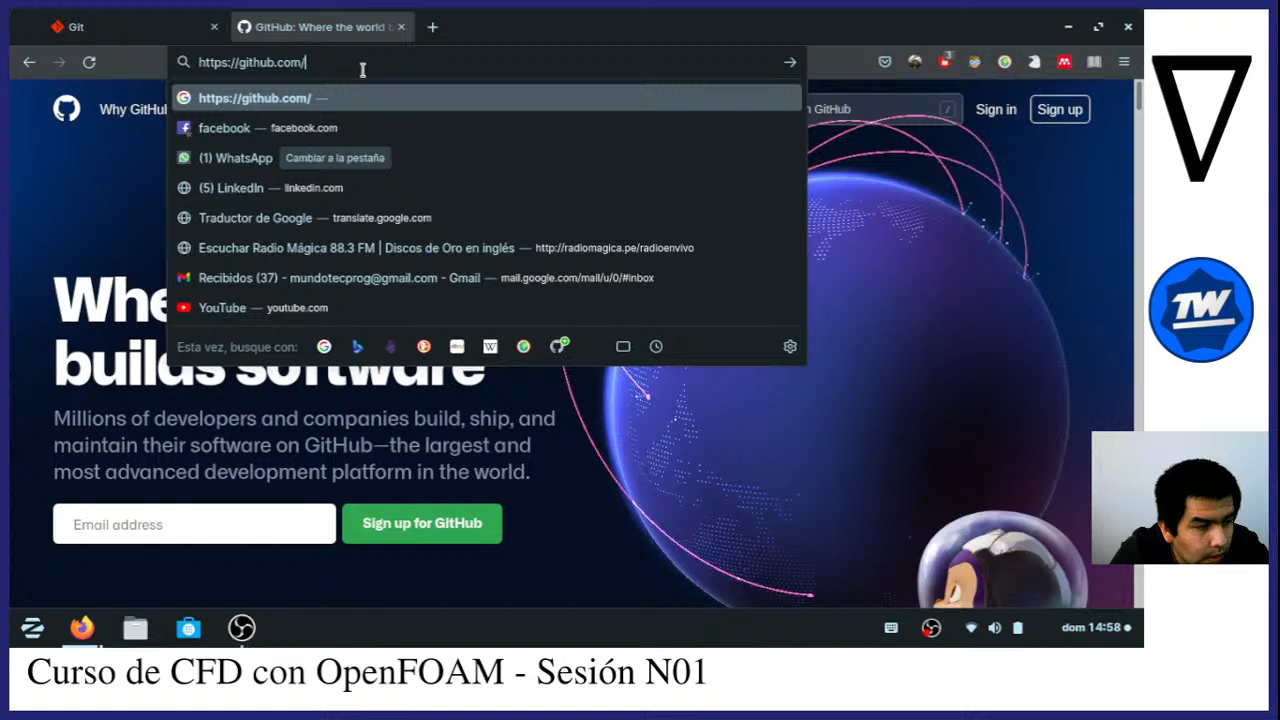 Git
GitHub: Where the world b
https://github.com/
3
https://github.com/ —
facebook — facebook.com
(1) WhatsApp Cambiar a la pestaña
(5) LinkedIn — linkedin.com
Traductor de Google — translate.google.com
Escuchar Radio Mágica 88.3 FM | Discos de Oro en inglés — http://radiomagica.pe/radioenvivo
Recibidos (37) - mundotecprog@gmail.com - Gmail — mail.google.com/mail/u/0/#inbox
YouTube — youtube.com
Esta vez, busque con:
Why GitHub
GitHub
/
Sign in
Sign up
Whe
builds software
Millions of developers and companies build, ship, and
maintain their software on GitHub—the largest and
most advanced development platform in the world.
Email address
Sign up for GitHub
TW
dom 14:58
Curso de CFD con OpenFOAM - Sesión N01